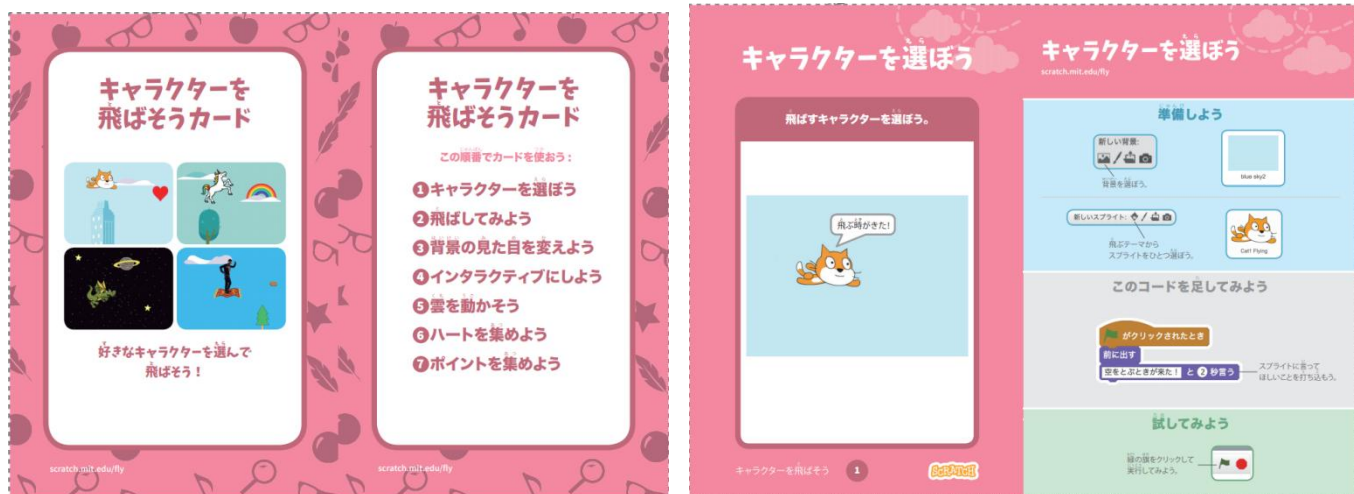 キャラクターを
飛ばそうカード
好きなキャラクターを選んで
飛ばそう！
scratch.mit.edu/fly
キャラクターを
飛ばそうカード
この順番でカードを使おう：
❶キャラクターを選ぼう
❷飛ばしてみよう
❸背景の見た目を変えよう
❹インタラクティブにしよう
❺雲を動かそう
❻ハートを集めよう
❼ポイントを集めよう
scratch.mit.edu/fly
キャラクターを選ぼう
飛ばすキャラクターを選ぼう。
飛ぶ時がきた!
キャラクターを飛ばそう
1
SCRATCH
キャラクターを選ぼう
scratch.mit.edu/fly
準備しよう
新しい背景:
背景を選ぼう。
blue sky2
新しいスプライト:
飛ぶテーマから
スプライトをひとつ選ぼう。
Cat1 Flying
このコードを足してみよう
がクリックされたとき
前に出す
空をとぶときが来た! と 2 秒言う
スプライトに言って
ほしいことを打ち込もう。
試してみよう
緑の旗をクリックして
実行してみよう。